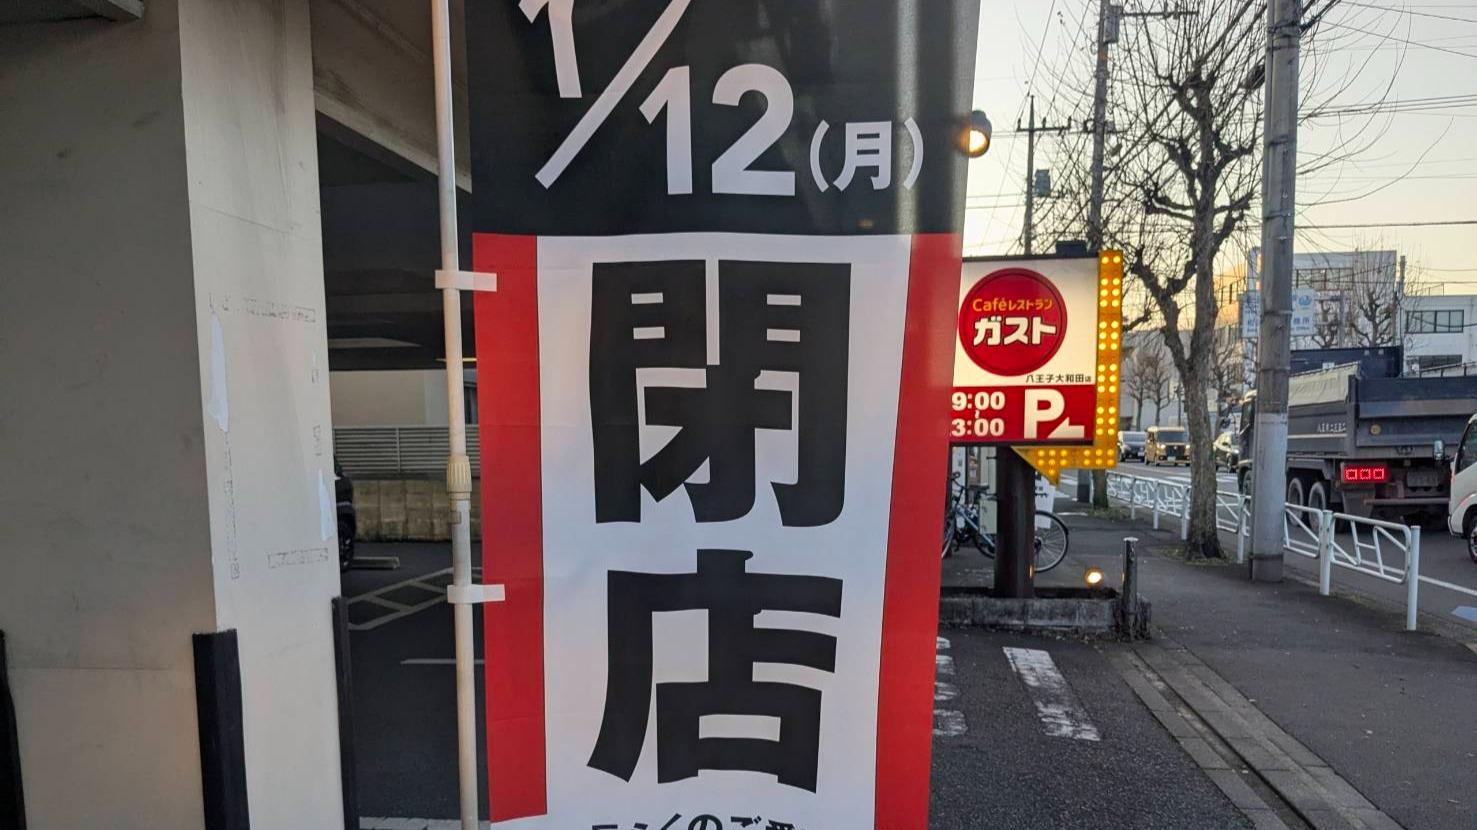 1/12(月)
閉店
Caféレストラン
ガスト
八王子大和田店
9:00
3:00
P